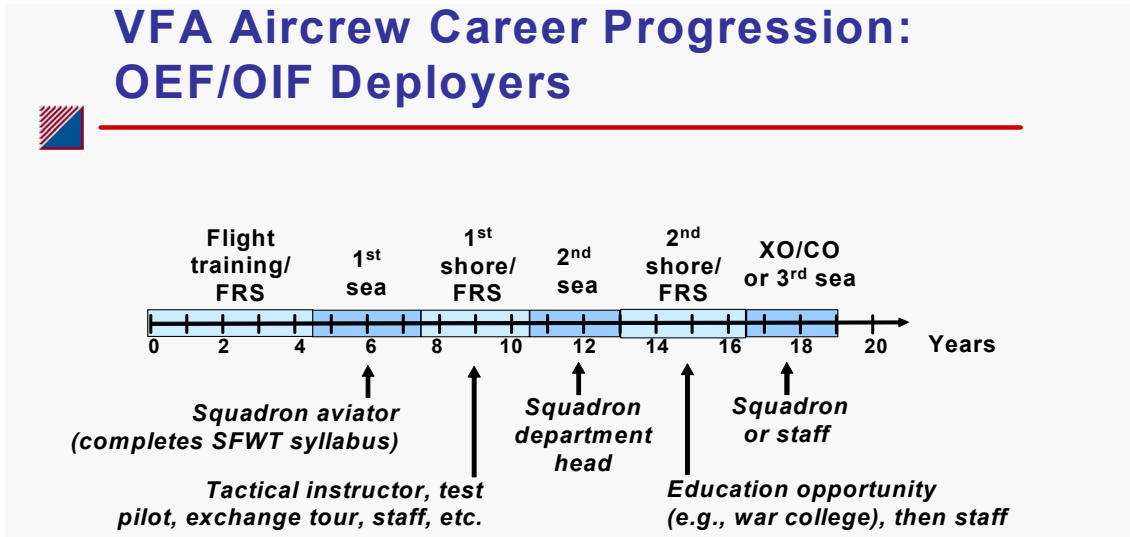 VFA Aircrew Career Progression:
OEF/OIF Deployers
Flight
training/
FRS
1st
sea
1st
shore/
FRS
2nd
sea
2nd
shore/
FRS
XO/CO
or 3rd sea
0 2 4 6 8 10 12 14 16 18 20 Years
Squadron aviator
(completes SFWT syllabus)
Squadron
department
head
Squadron
or staff
Tactical instructor, test
pilot, exchange tour, staff, etc.
Education opportunity
(e.g., war college), then staff